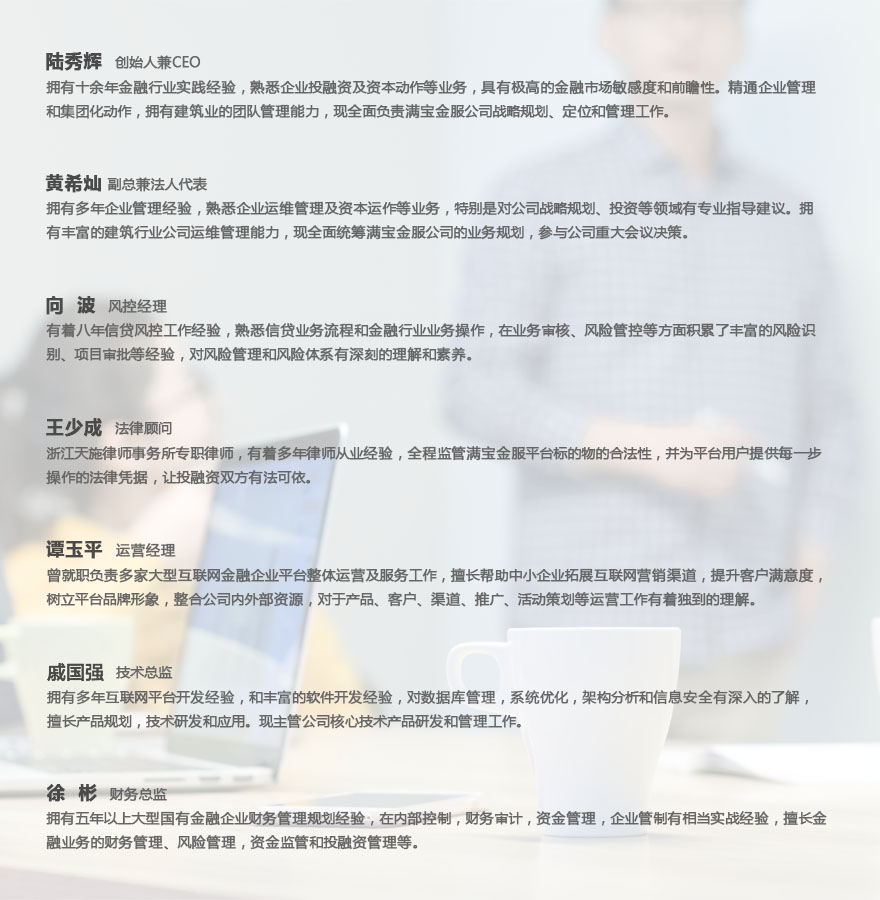 陆秀辉 创始人兼CEO
拥有十余年金融行业实践经验，熟悉企业投融资及资本动作等业务，具有极高的金融市场敏感度和前瞻性。精通企业管理
和集团化动作，拥有建筑业的团队管理能力，现全面负责满宝金服公司战略规划、定位和管理工作。
黄希灿 副总兼法人代表
拥有多年企业管理经验，熟悉企业运维管理及资本运作等业务，特别是对公司战略规划、投资等领域有专业指导建议。拥
有丰富的建筑行业公司运维管理能力，现全面统筹满宝金服公司的业务规划，参与公司重大会议决策。
向 波 风控经理
有着八年信贷风控工作经验，熟悉信贷业务流程和金融行业业务操作，在业务审核、风险管控等方面积累了丰富的风险识
别、项目审批等经验，对风险管理和风险体系有深刻的理解和素养。
王少成 法律顾问
浙江天施律师事务所专职律师，有着多年律师从业经验，全程监管满宝金服平台标的物的合法性，并为平台用户提供每一步
操作的法律凭据，让投融资双方有法可依。
谭玉平 运营经理
曾就职负责多家大型互联网金融企业平台整体运营及服务工作，擅长帮助中小企业拓展互联网营销渠道，提升客户满意度，
树立平台品牌形象，整合公司内外部资源，对于产品、客户、渠道、推广、活动策划等运营工作有着独到的理解。
戚国强 技术总监
拥有多年互联网平台开发经验，和丰富的软件开发经验，对数据库管理，系统优化，架构分析和信息安全有深入的了解，
擅长产品规划，技术研发和应用。现主管公司核心技术产品研发和管理工作。
徐 彬 财务总监
拥有五年以上大型国有金融企业财务管理规划经验，在内部控制，财务审计，资金管理，企业管制有相当实战经验，擅长金
融业务的财务管理、风险管理，资金监管和投融资管理等。